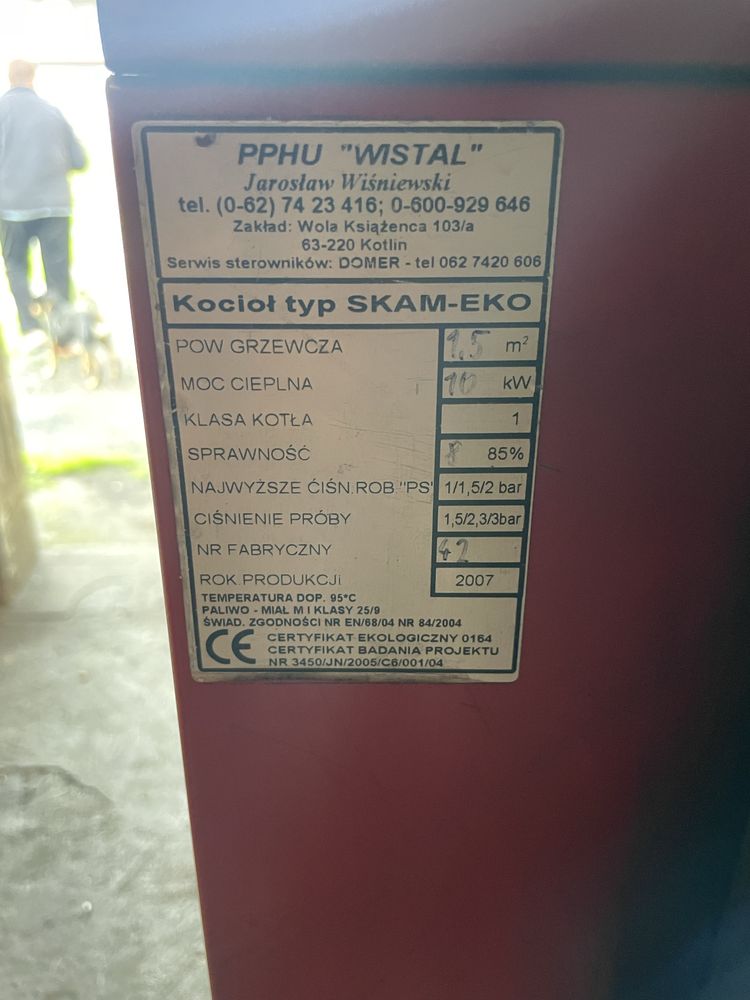 PPHU "WISTAL"
Jarosław Wiśniewski
tel. (0-62) 74 23 416; 0-600-929 646
Zakład: Wola Książenca 103/a
63-220 Kotlin
Serwis sterowników: DOMER - tel 062 7420 606
Kocioł typ SKAM-EKO
POW GRZEWCZA 1,5 m²
MOC CIEPLNA 10 kW
KLASA KOTŁA 1
SPRAWNOŚĆ 85%
NAJWYŻSZE ĆIŚN.ROB."PS" 1/1,5/2 bar
CIŚNIENIE PRÓBY 1,5/2,3/3bar
NR FABRYCZNY 42
ROK PRODUKCJi 2007
TEMPERATURA DOP. 95°C
PALIWO - MIAŁ M I KLASY 25/9
ŚWIAD. ZGODNOŚCI NR EN/68/04 NR 84/2004
CE CERTYFIKAT EKOLOGICZNY 0164
CERTYFIKAT BADANIA PROJEKTU
NR 3450/JN/2005/C6/001/04